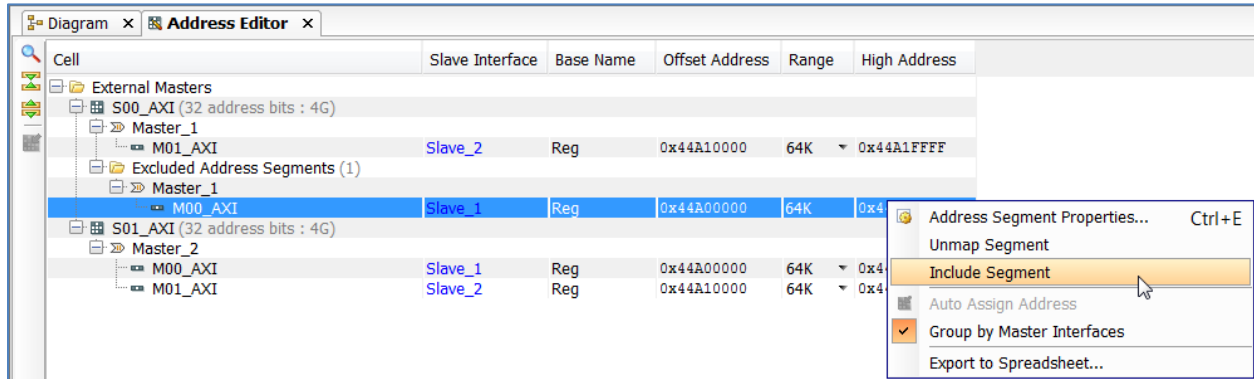 Diagram × Address Editor ×
Cell Slave Interface Base Name Offset Address Range High Address
External Masters
S00_AXI (32 address bits : 4G)
Master_1
M01_AXI Slave_2 Reg 0x44A10000 64K 0x44A1FFFF
Excluded Address Segments (1)
Master_1
M00_AXI Slave_1 Reg 0x44A00000 64K 0x4
S01_AXI (32 address bits : 4G)
Master_2
M00_AXI Slave_1 Reg 0x44A00000 64K 0x4
M01_AXI Slave_2 Reg 0x44A10000 64K 0x4
Address Segment Properties... Ctrl+E
Unmap Segment
Include Segment
Auto Assign Address
Group by Master Interfaces
Export to Spreadsheet...